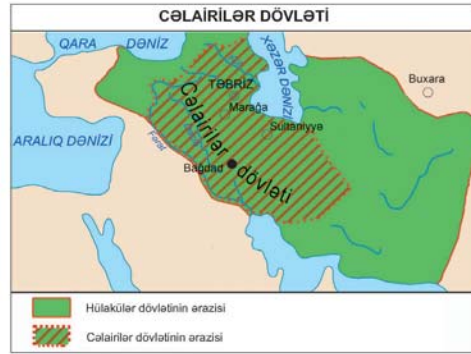 CƏLAİRİLƏR DÖVLƏTİ
QARA DƏNİZ
XƏZƏR DƏNİZİ
TƏBRİZ
Buxara
Marağa
Sultaniyyə
ARALIQ DƏNİZİ
Fərat
Bağdad
Cəlairilər dövləti
Hülakülər dövlətinin ərazisi
Cəlairilər dövlətinin ərazisi